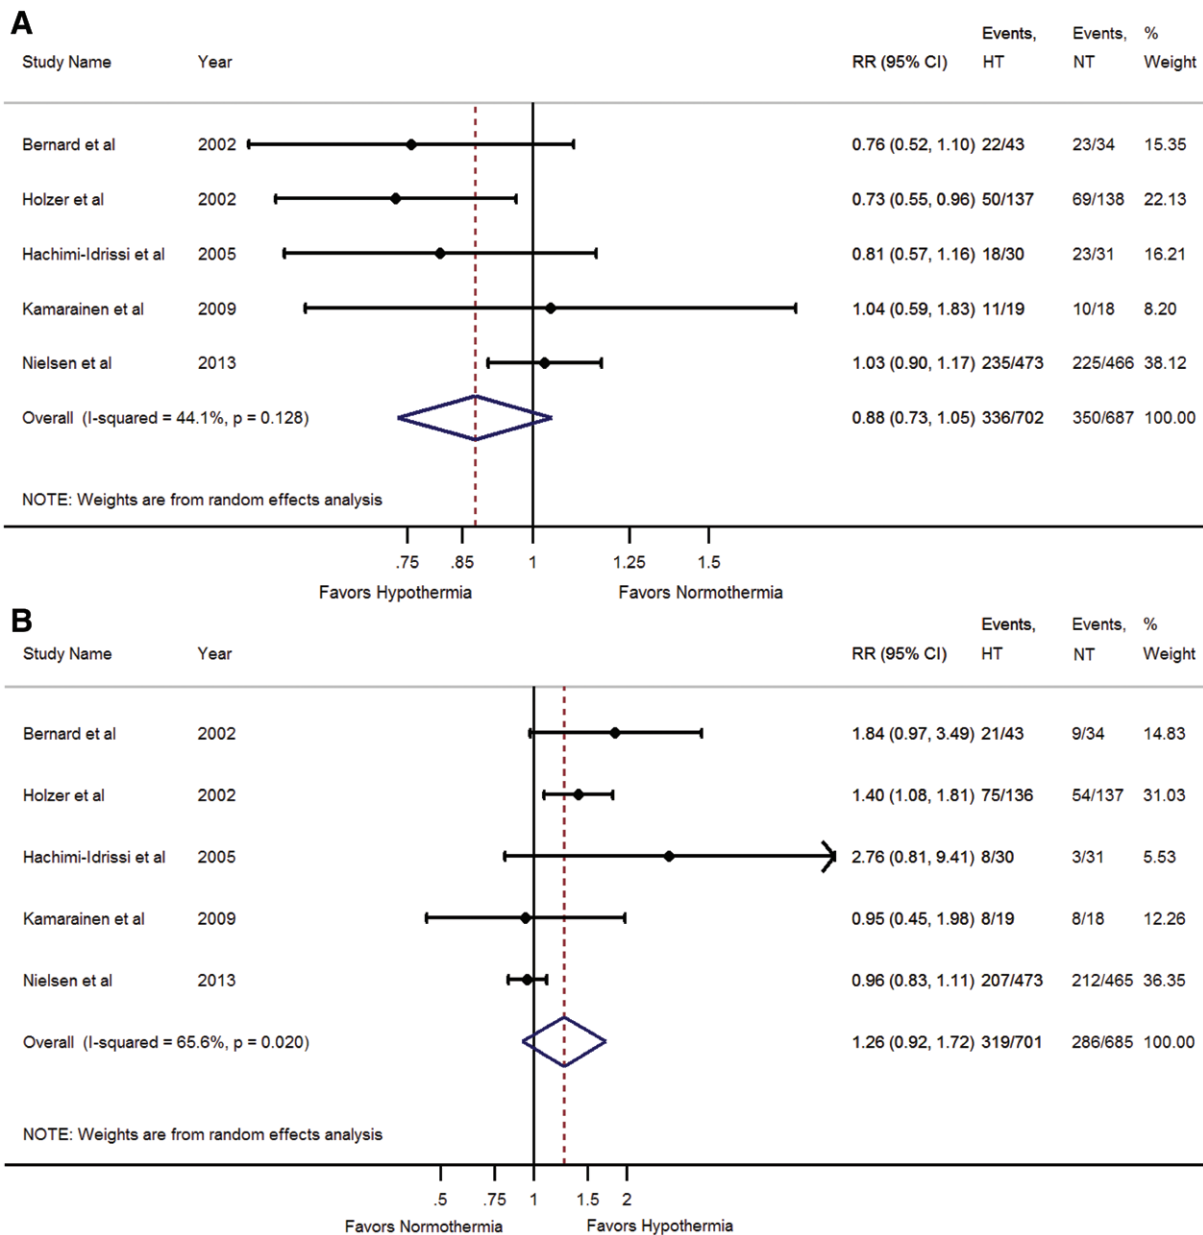 A
Events, Events, %
Study Name Year RR (95% CI) HT NT Weight
Bernard et al 2002 0.76 (0.52, 1.10) 22/43 23/34 15.35
Holzer et al 2002 0.73 (0.55, 0.96) 50/137 69/138 22.13
Hachimi-Idrissi et al 2005 0.81 (0.57, 1.16) 18/30 23/31 16.21
Kamarainen et al 2009 1.04 (0.59, 1.83) 11/19 10/18 8.20
Nielsen et al 2013 1.03 (0.90, 1.17) 235/473 225/466 38.12
Overall (I-squared = 44.1%, p = 0.128) 0.88 (0.73, 1.05) 336/702 350/687 100.00
NOTE: Weights are from random effects analysis
.75 .85 1 1.25 1.5
Favors Hypothermia Favors Normothermia
B
Events, Events, %
Study Name Year RR (95% CI) HT NT Weight
Bernard et al 2002 1.84 (0.97, 3.49) 21/43 9/34 14.83
Holzer et al 2002 1.40 (1.08, 1.81) 75/136 54/137 31.03
Hachimi-Idrissi et al 2005 2.76 (0.81, 9.41) 8/30 3/31 5.53
Kamarainen et al 2009 0.95 (0.45, 1.98) 8/19 8/18 12.26
Nielsen et al 2013 0.96 (0.83, 1.11) 207/473 212/465 36.35
Overall (I-squared = 65.6%, p = 0.020) 1.26 (0.92, 1.72) 319/701 286/685 100.00
NOTE: Weights are from random effects analysis
.5 .75 1 1.5 2
Favors Normothermia Favors Hypothermia